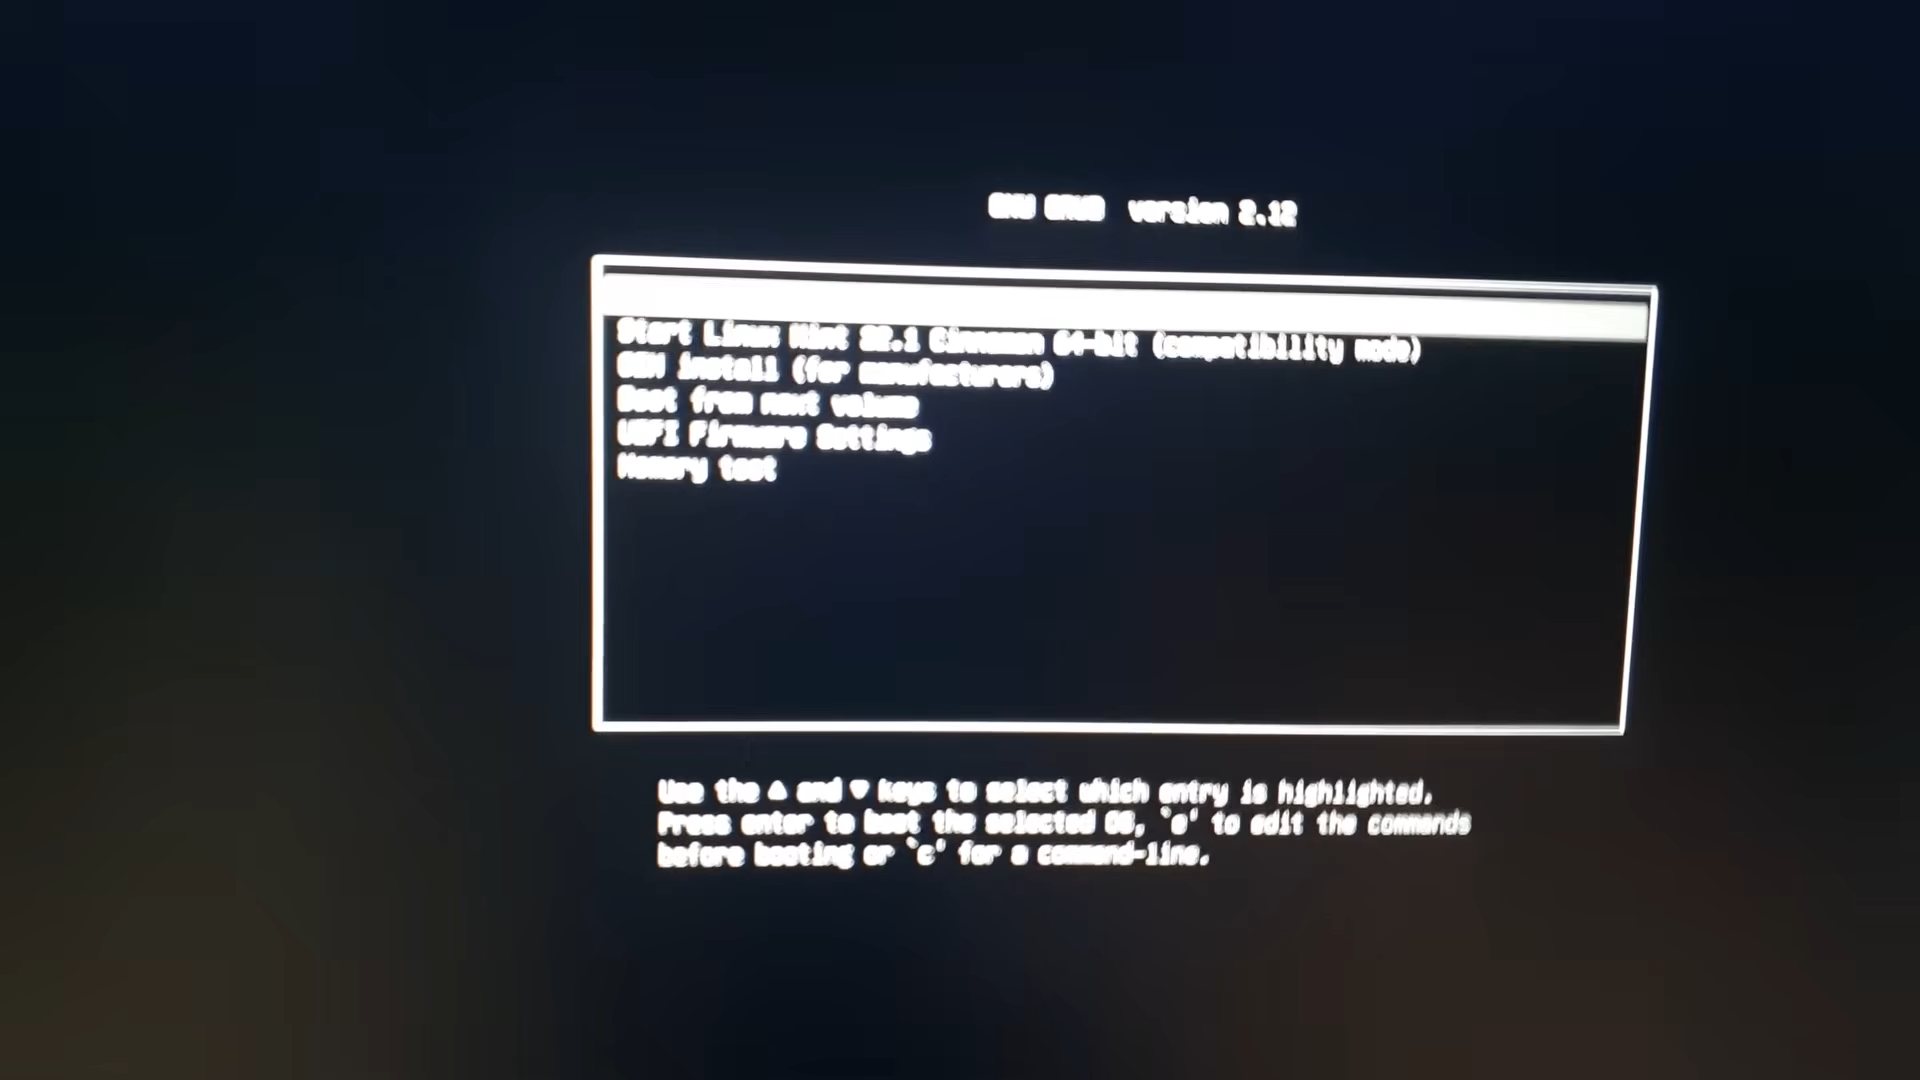 GNU GRUB version 2.12
Start Linux Mint 22.1 Cinnamon 64-bit (compatibility mode)
OEM install (for manufacturers)
Boot from next volume
UEFI Firmware Settings
Memory test
Use the ▲ and ▼ keys to select which entry is highlighted.
Press enter to boot the selected OS, `e' to edit the commands
before booting or `c' for a command-line.